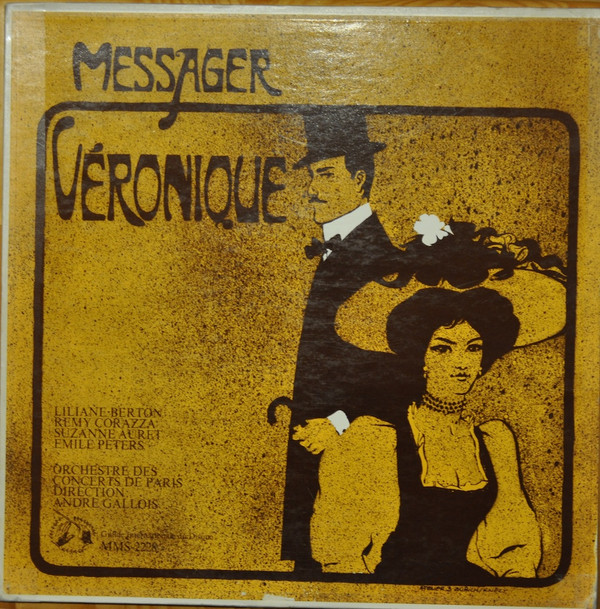 MESSAGER
VÉRONIQUE
LILIANE BERTON
REMY CORAZZA
SUZANNE AURET
EMILE PETERS
ORCHESTRE DES
CONCERTS DE PARIS
DIRECTION:
ANDRE GALLOIS
MMS-2228